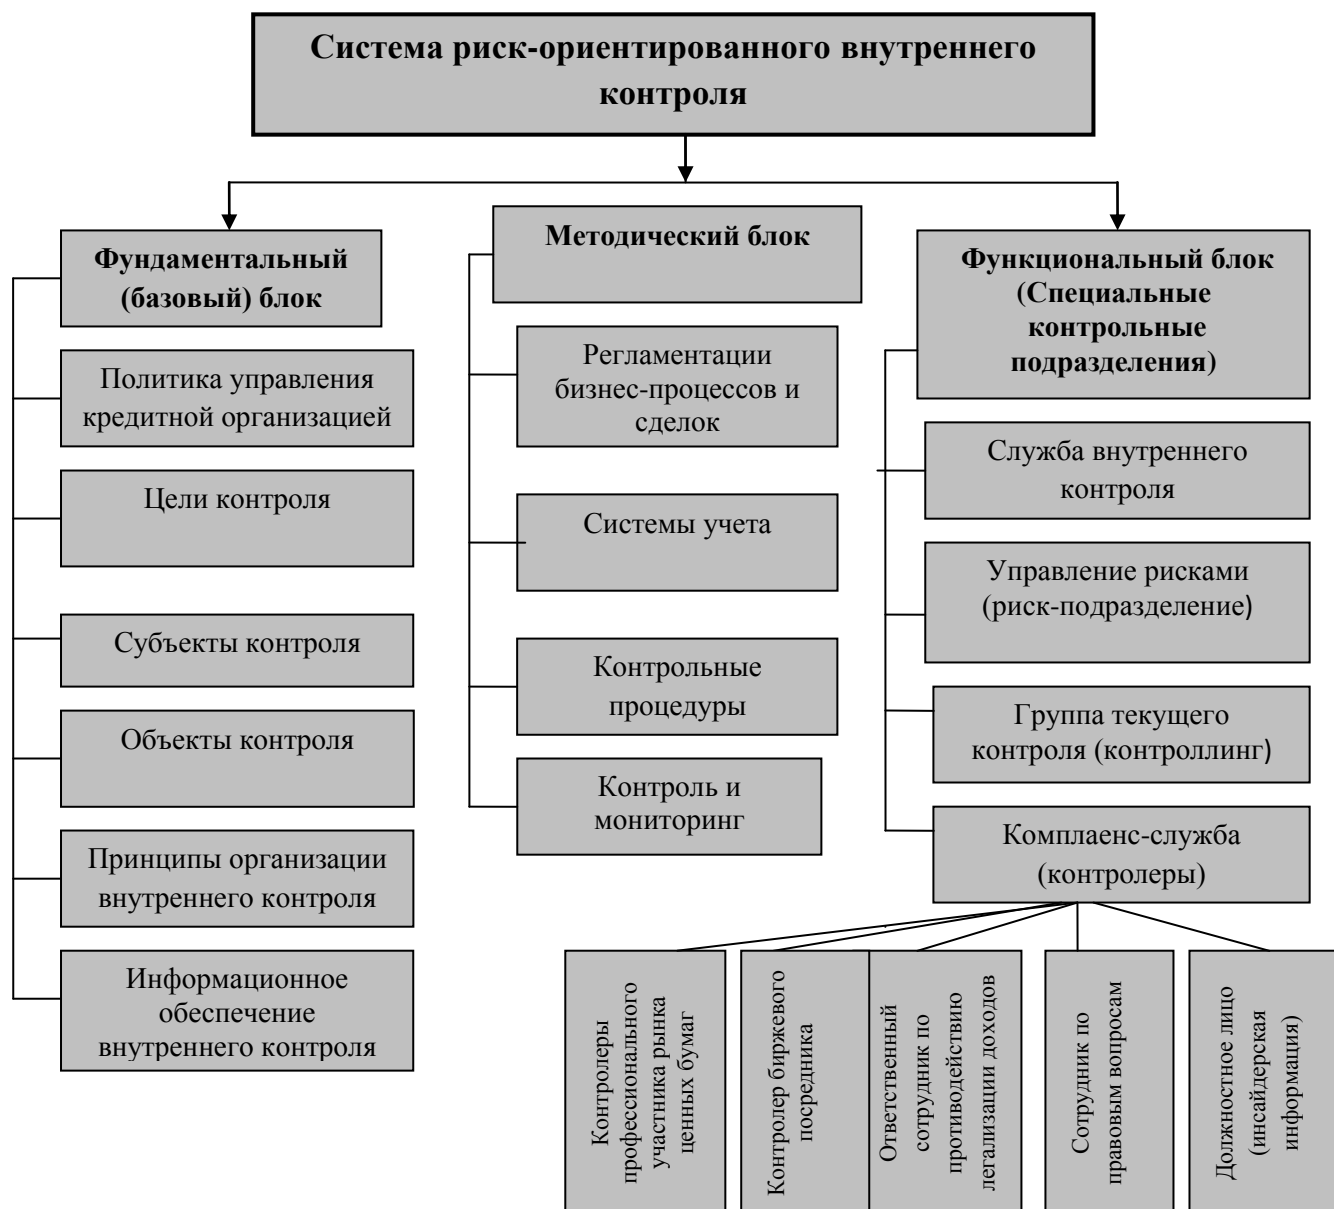 Система риск-ориентированного внутреннего
контроля
Фундаментальный
(базовый) блок
Политика управления
кредитной организацией
Цели контроля
Субъекты контроля
Объекты контроля
Принципы организации
внутреннего контроля
Информационное
обеспечение
внутреннего контроля
Методический блок
Регламентации
бизнес-процессов и
сделок
Системы учета
Контрольные
процедуры
Контроль и
мониторинг
Функциональный блок
(Специальные
контрольные
подразделения)
Служба внутреннего
контроля
Управление рисками
(риск-подразделение)
Группа текущего
контроля (контроллинг)
Комплаенс-служба
(контролеры)
Контролеры
профессионального
участника рынка
ценных бумаг
Контролер биржевого
посредника
Ответственный
сотрудник по
противодействию
легализации доходов
Сотрудник по
правовым вопросам
Должностное лицо
(инсайдерская
информация)